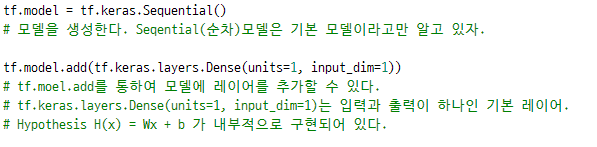 tf.model = tf.keras.Sequential()
# 모델을 생성한다. Seqential(순차)모델은 기본 모델이라고만 알고 있자.
tf.model.add(tf.keras.layers.Dense(units=1, input_dim=1))
# tf.moel.add를 통하여 모델에 레이어를 추가할 수 있다.
# tf.keras.layers.Dense(units=1, input_dim=1)는 입력과 출력이 하나인 기본 레이어.
# Hypothesis H(x) = Wx + b 가 내부적으로 구현되어 있다.